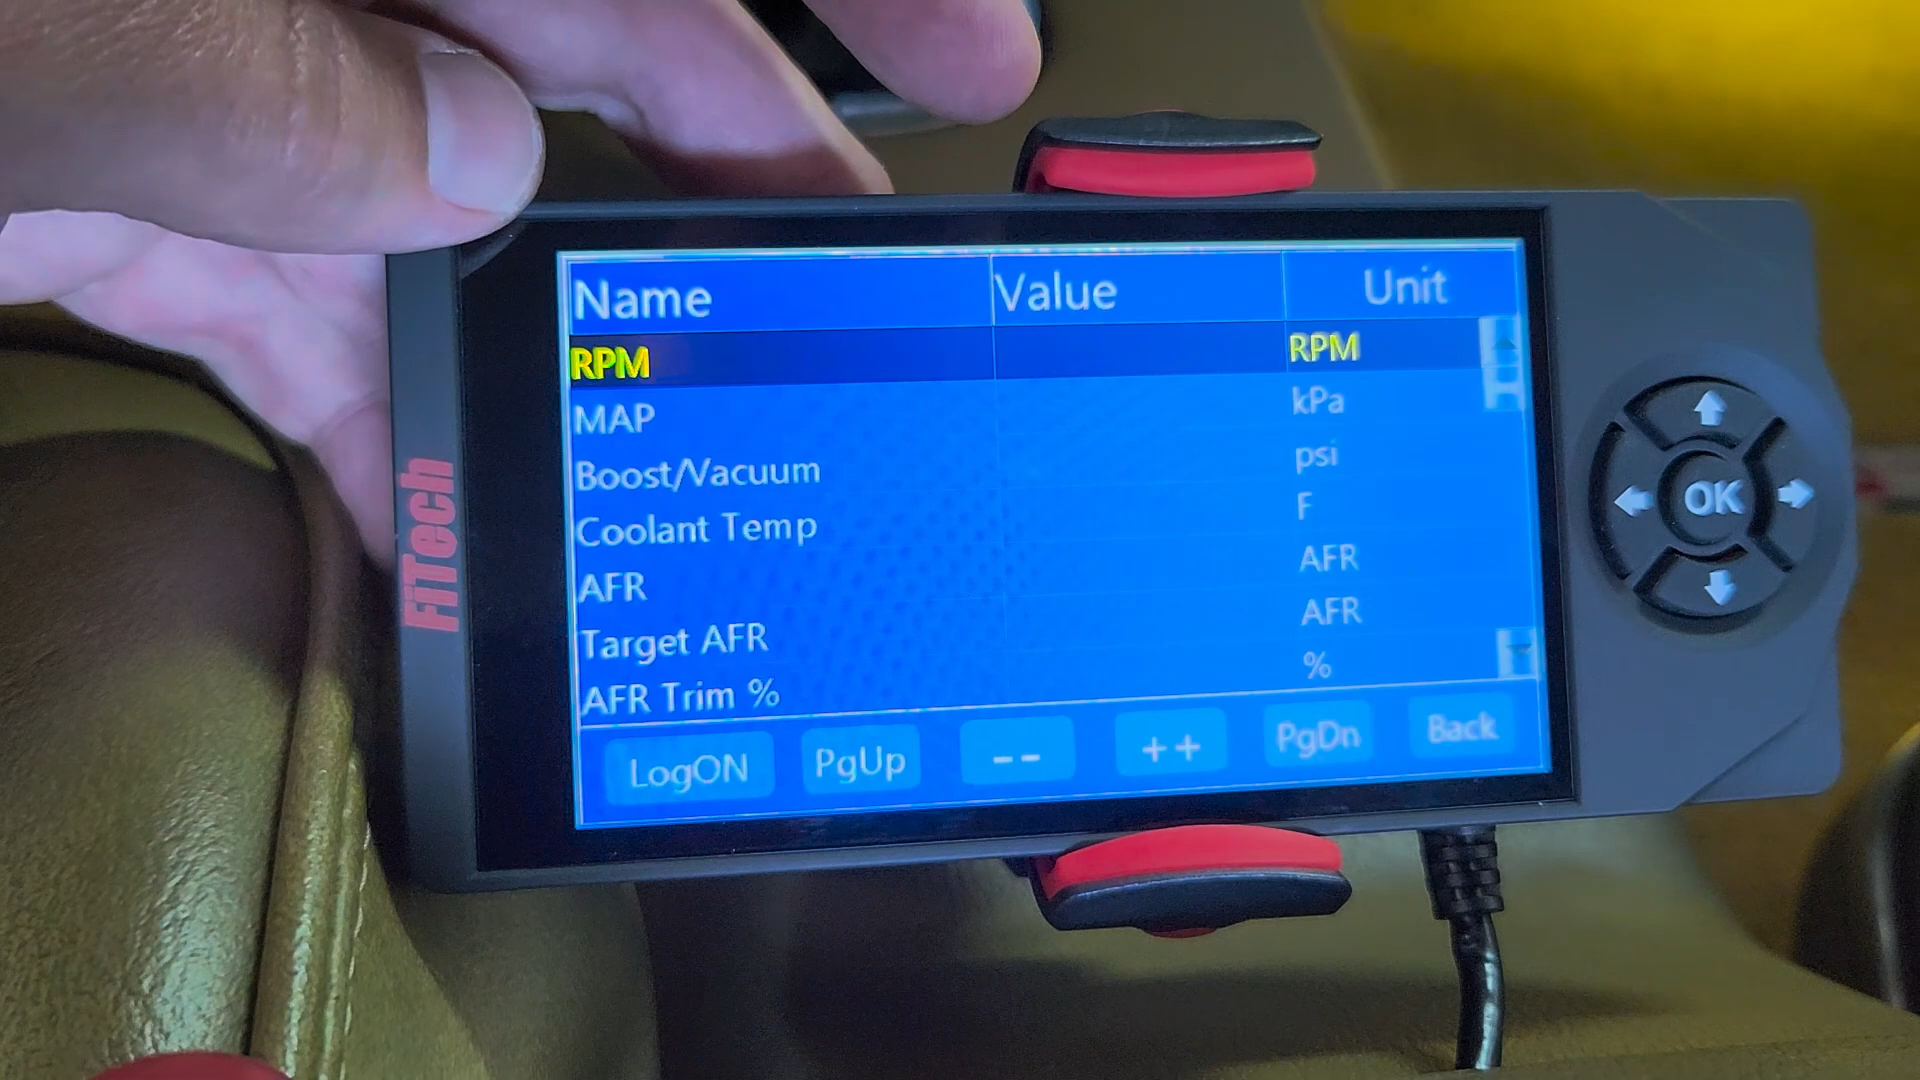 FiTech
Name Value Unit
RPM RPM
MAP kPa
Boost/Vacuum psi
Coolant Temp F
AFR AFR
Target AFR AFR
AFR Trim % %
LogON PgUp -- ++ PgDn Back
OK